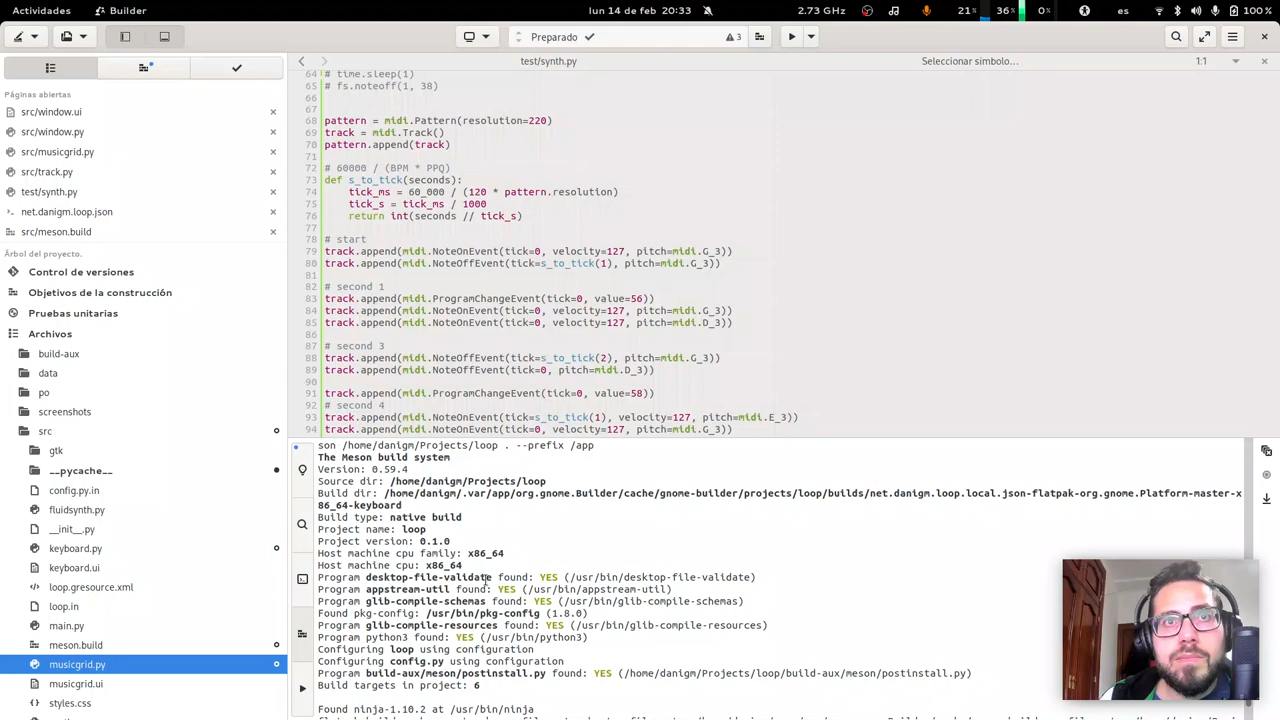 Actividades
Builder
lun 14 de feb 20:33
2.73 GHz
21%
36%
0%
es
100 %
Preparado
3
test/synth.py
Seleccionar símbolo…
1:1
Páginas abiertas
src/window.ui
src/window.py
src/musicgrid.py
src/track.py
test/synth.py
net.danigm.loop.json
src/meson.build
Árbol del proyecto.
Control de versiones
Objetivos de la construcción
Pruebas unitarias
Archivos
build-aux
data
po
screenshots
src
gtk
__pycache__
config.py.in
fluidsynth.py
__init__.py
keyboard.py
keyboard.ui
loop.gresource.xml
loop.in
main.py
meson.build
musicgrid.py
musicgrid.ui
styles.css
64 # time.sleep(1)
65 # fs.noteoff(1, 38)
66
67
68 pattern = midi.Pattern(resolution=220)
69 track = midi.Track()
70 pattern.append(track)
71
72 # 60000 / (BPM * PPQ)
73 def s_to_tick(seconds):
74 tick_ms = 60_000 / (120 * pattern.resolution)
75 tick_s = tick_ms / 1000
76 return int(seconds // tick_s)
77
78 # start
79 track.append(midi.NoteOnEvent(tick=0, velocity=127, pitch=midi.G_3))
80 track.append(midi.NoteOffEvent(tick=s_to_tick(1), pitch=midi.G_3))
81
82 # second 1
83 track.append(midi.ProgramChangeEvent(tick=0, value=56))
84 track.append(midi.NoteOnEvent(tick=0, velocity=127, pitch=midi.G_3))
85 track.append(midi.NoteOnEvent(tick=0, velocity=127, pitch=midi.D_3))
86
87 # second 3
88 track.append(midi.NoteOffEvent(tick=s_to_tick(2), pitch=midi.G_3))
89 track.append(midi.NoteOffEvent(tick=0, pitch=midi.D_3))
90
91 track.append(midi.ProgramChangeEvent(tick=0, value=58))
92 # second 4
93 track.append(midi.NoteOnEvent(tick=s_to_tick(1), velocity=127, pitch=midi.E_3))
94 track.append(midi.NoteOnEvent(tick=0, velocity=127, pitch=midi.G_3))
son /home/danigm/Projects/loop . --prefix /app
The Meson build system
Version: 0.59.4
Source dir: /home/danigm/Projects/loop
Build dir: /home/danigm/.var/app/org.gnome.Builder/cache/gnome-builder/projects/loop/builds/net.danigm.loop.local.json-flatpak-org.gnome.Platform-master-x
86_64-keyboard
Build type: native build
Project name: loop
Project version: 0.1.0
Host machine cpu family: x86_64
Host machine cpu: x86_64
Program desktop-file-validate found: YES (/usr/bin/desktop-file-validate)
Program appstream-util found: YES (/usr/bin/appstream-util)
Program glib-compile-schemas found: YES (/usr/bin/glib-compile-schemas)
Found pkg-config: /usr/bin/pkg-config (1.8.0)
Program glib-compile-resources found: YES (/usr/bin/glib-compile-resources)
Program python3 found: YES (/usr/bin/python3)
Configuring loop using configuration
Configuring config.py using configuration
Program build-aux/meson/postinstall.py found: YES (/home/danigm/Projects/loop/build-aux/meson/postinstall.py)
Build targets in project: 6
Found ninja-1.10.2 at /usr/bin/ninja